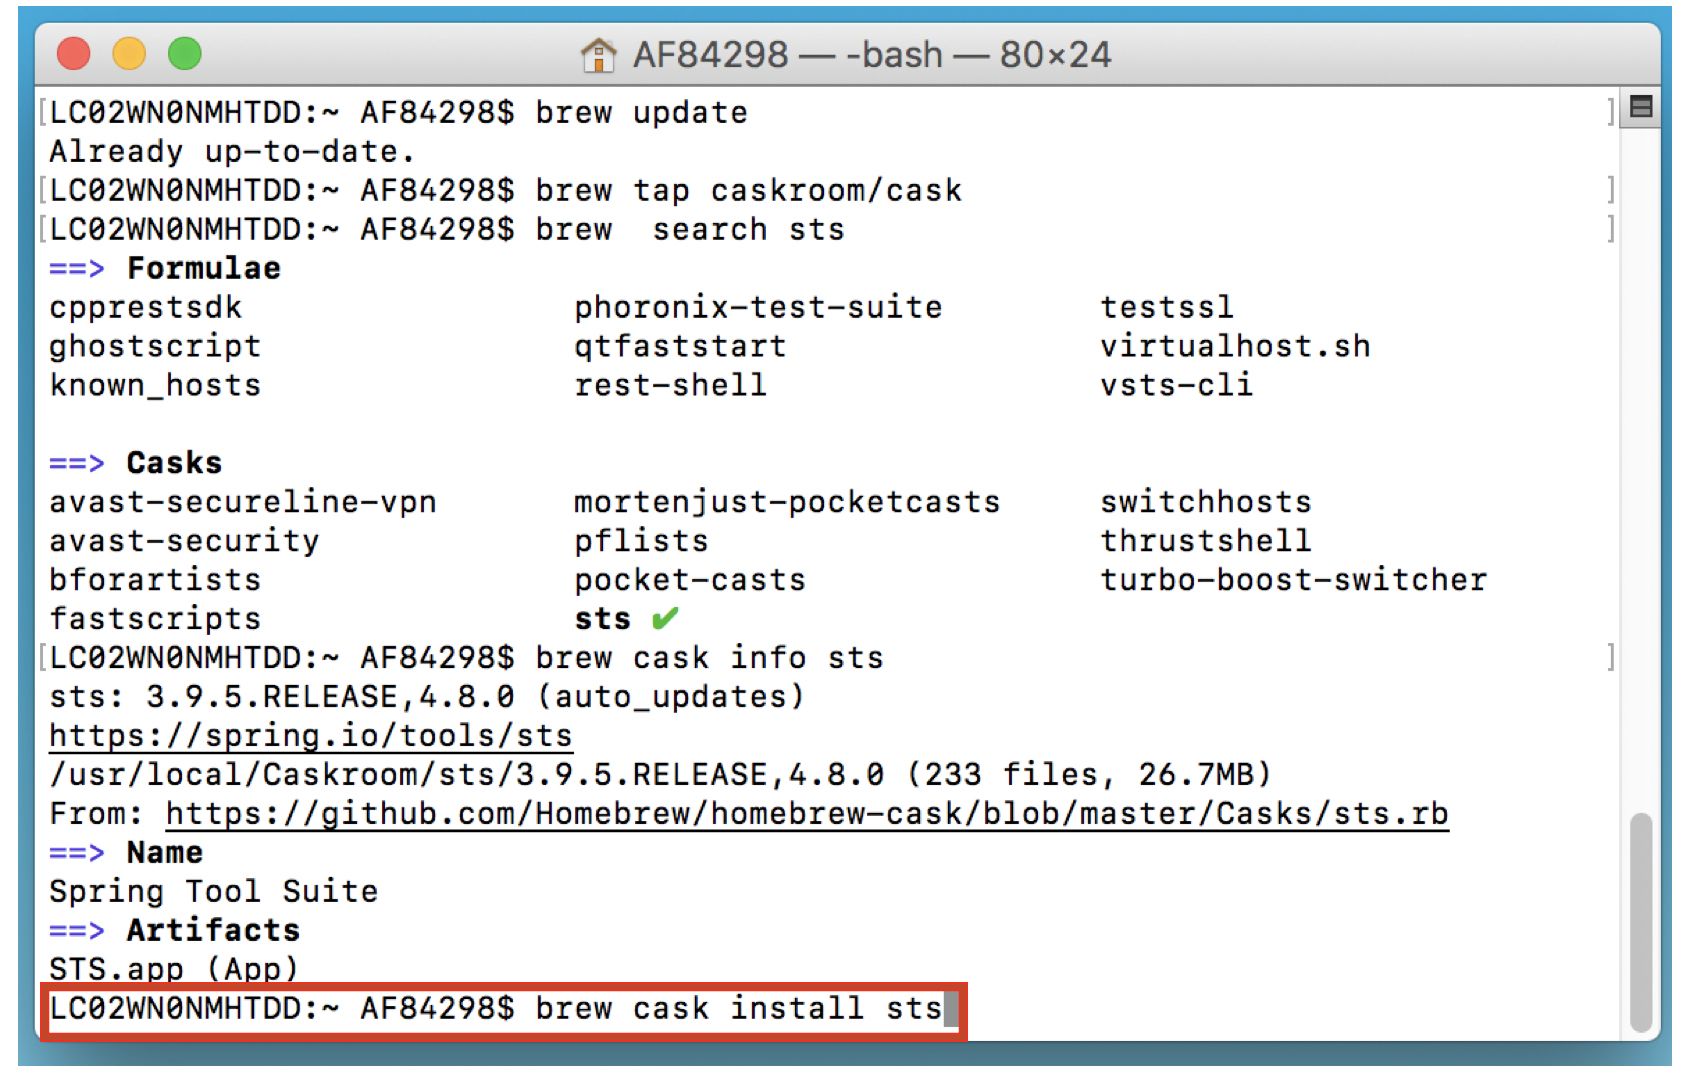 AF84298 — -bash — 80×24
[LC02WN0NMHTDD:~ AF84298$ brew update ]
Already up-to-date.
[LC02WN0NMHTDD:~ AF84298$ brew tap caskroom/cask ]
[LC02WN0NMHTDD:~ AF84298$ brew  search sts ]
==> Formulae
cpprestsdk phoronix-test-suite testssl
ghostscript qtfaststart virtualhost.sh
known_hosts rest-shell vsts-cli
==> Casks
avast-secureline-vpn mortenjust-pocketcasts switchhosts
avast-security pflists thrustshell
bforartists pocket-casts turbo-boost-switcher
fastscripts sts ✔
[LC02WN0NMHTDD:~ AF84298$ brew cask info sts ]
sts: 3.9.5.RELEASE,4.8.0 (auto_updates)
https://spring.io/tools/sts
/usr/local/Caskroom/sts/3.9.5.RELEASE,4.8.0 (233 files, 26.7MB)
From: https://github.com/Homebrew/homebrew-cask/blob/master/Casks/sts.rb
==> Name
Spring Tool Suite
==> Artifacts
STS.app (App)
LC02WN0NMHTDD:~ AF84298$ brew cask install sts